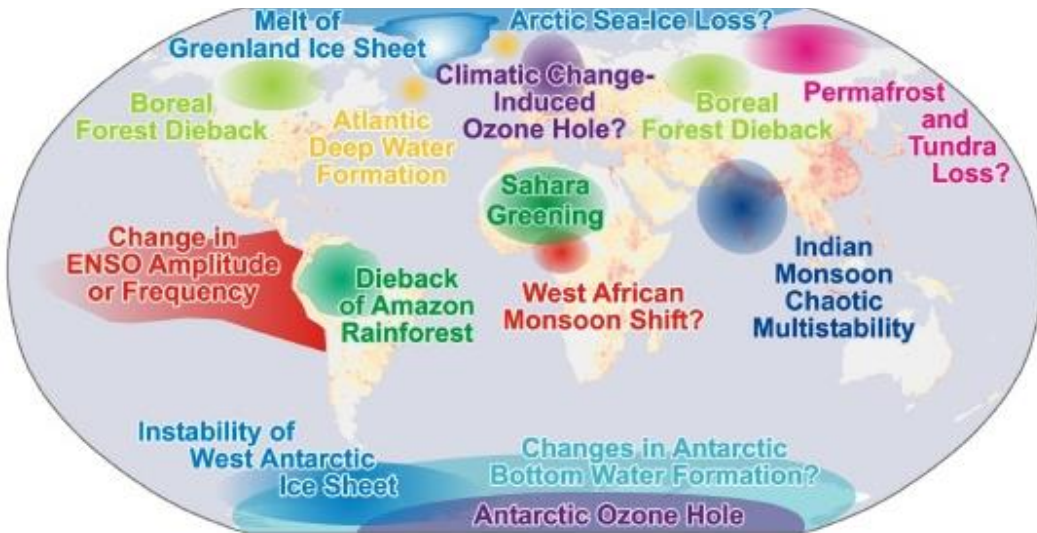 Melt of
Greenland Ice Sheet
Arctic Sea-Ice Loss?
Climatic Change-
Induced
Ozone Hole?
Boreal
Forest Dieback
Atlantic
Deep Water
Formation
Boreal
Forest Dieback
Permafrost
and
Tundra
Loss?
Sahara
Greening
Change in
ENSO Amplitude
or Frequency
Dieback
of Amazon
Rainforest
West African
Monsoon Shift?
Indian
Monsoon
Chaotic
Multistability
Instability of
West Antarctic
Ice Sheet
Changes in Antarctic
Bottom Water Formation?
Antarctic Ozone Hole